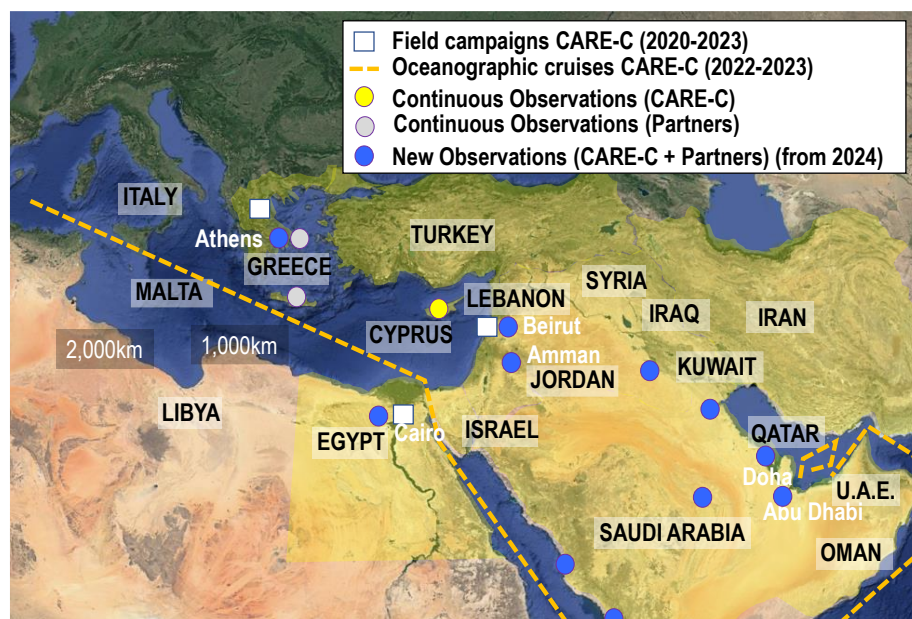 Field campaigns CARE-C (2020-2023)
Oceanographic cruises CARE-C (2022-2023)
Continuous Observations (CARE-C)
Continuous Observations (Partners)
New Observations (CARE-C + Partners) (from 2024)
ITALY
Athens
GREECE
TURKEY
MALTA
SYRIA
LEBANON
IRAQ
IRAN
CYPRUS
Beirut
2,000km
1,000km
Amman
JORDAN
KUWAIT
LIBYA
EGYPT
Cairo
ISRAEL
QATAR
Doha
U.A.E.
Abu Dhabi
SAUDI ARABIA
OMAN